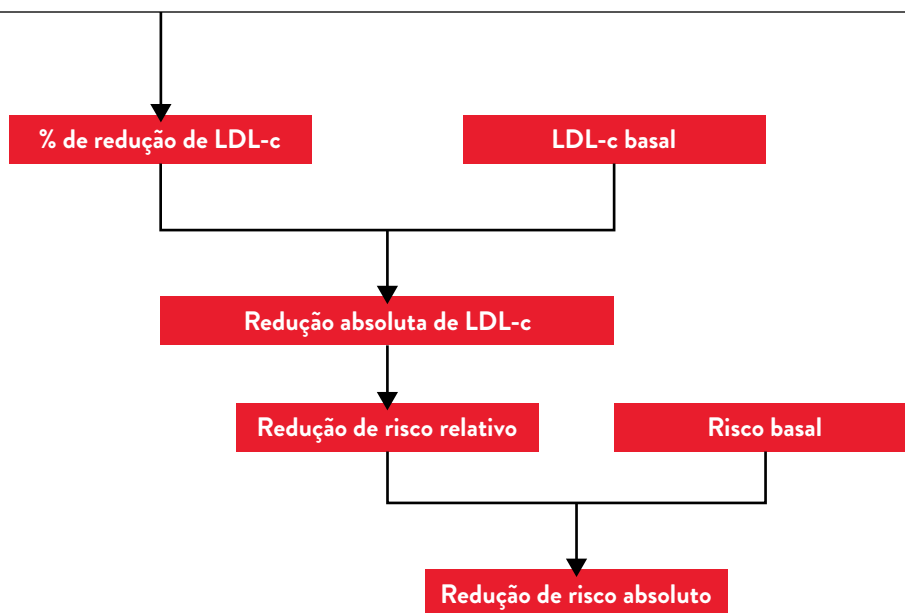 % de redução de LDL-c
LDL-c basal
Redução absoluta de LDL-c
Redução de risco relativo
Risco basal
Redução de risco absoluto